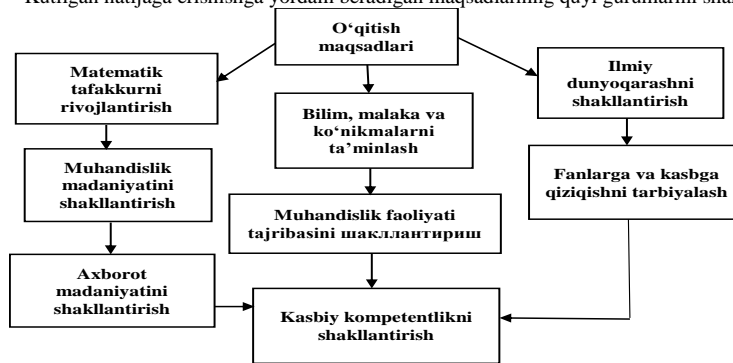 Kutilgan natijaga erishishga yordam beradigan maqsadlarning quyi guruhlarini
O‘qitish
maqsadlari
Matematik
tafakkurni
rivojlantirish
Bilim, malaka va
ko‘nikmalarni
ta’minlash
Ilmiy
dunyoqarashni
shakllantirish
Muhandislik
madaniyatini
shakllantirish
Muhandislik faoliyati
tajribasini шакллантириш
Fanlarga va kasbga
qiziqishni tarbiyalash
Axborot
madaniyatini
shakllantirish
Kasbiy kompetentlikni
shakllantirish